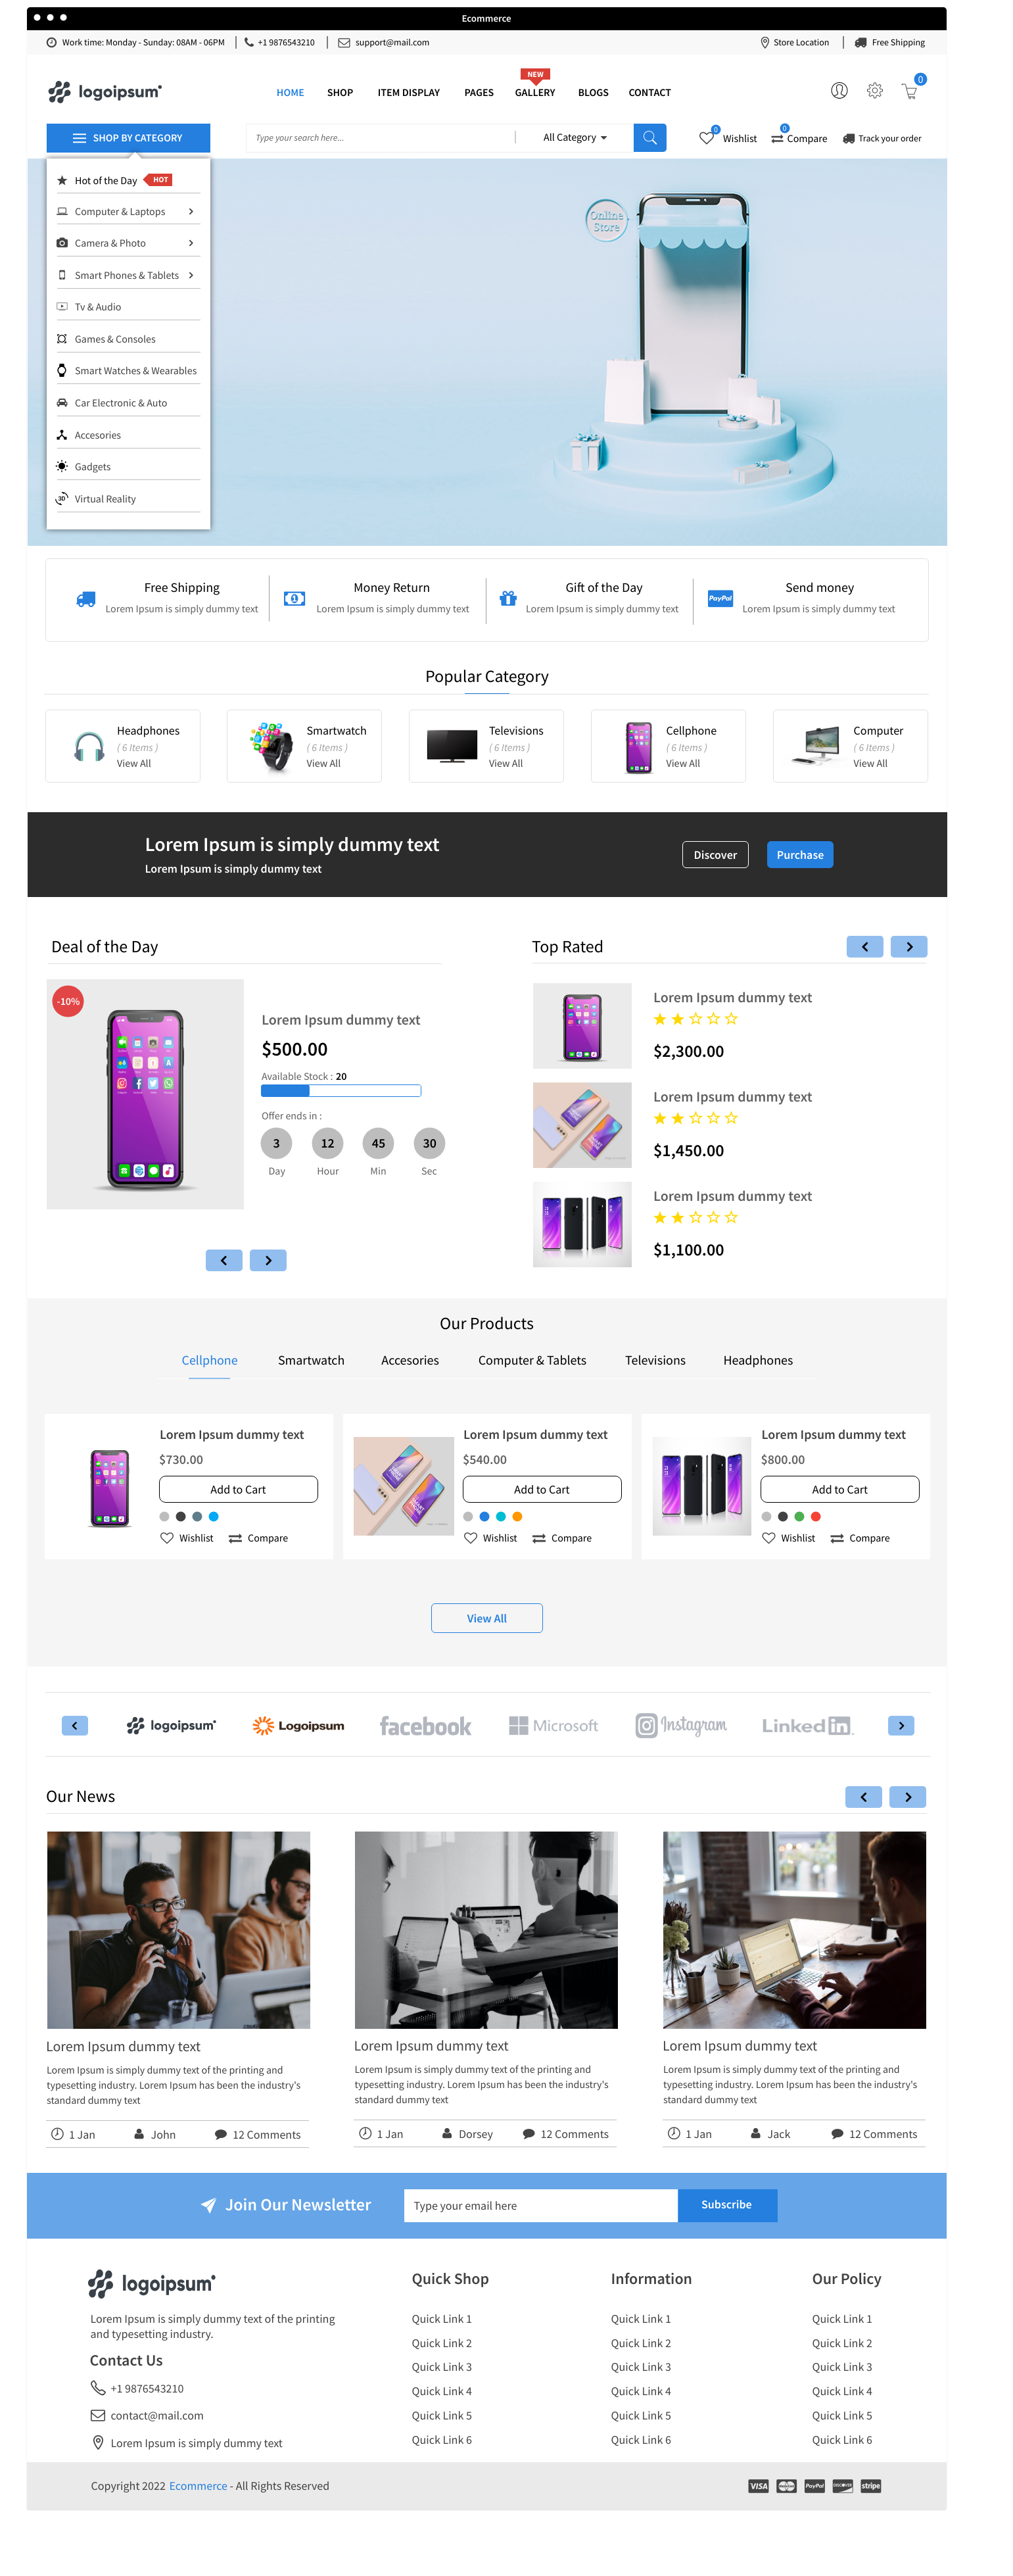 Ecommerce
Work time: Monday - Sunday: 08AM - 06PM
+1 9876543210
support@mail.com
Store Location
Free Shipping
logoipsum
HOME
SHOP
ITEM DISPLAY
PAGES
NEW
GALLERY
BLOGS
CONTACT
0
SHOP BY CATEGORY
Type your search here...
All Category
0
Wishlist
0
Compare
Track your order
Hot of the Day
HOT
Computer & Laptops
Camera & Photo
Smart Phones & Tablets
Tv & Audio
Games & Consoles
Smart Watches & Wearables
Car Electronic & Auto
Accesories
Gadgets
3D
Virtual Reality
Online
Store
Free Shipping
Lorem Ipsum is simply dummy text
Money Return
Lorem Ipsum is simply dummy text
Gift of the Day
Lorem Ipsum is simply dummy text
PayPal
Send money
Lorem Ipsum is simply dummy text
Popular Category
Headphones
( 6 Items )
View All
Smartwatch
( 6 Items )
View All
Televisions
( 6 Items )
View All
Cellphone
( 6 Items )
View All
Computer
( 6 Items )
View All
Lorem Ipsum is simply dummy text
Lorem Ipsum is simply dummy text
Discover
Purchase
Deal of the Day
-10%
Lorem Ipsum dummy text
$500.00
Available Stock : 20
Offer ends in :
3
12
45
30
Day
Hour
Min
Sec
Top Rated
Lorem Ipsum dummy text
$2,300.00
Lorem Ipsum dummy text
$1,450.00
Lorem Ipsum dummy text
$1,100.00
Our Products
Cellphone
Smartwatch
Accesories
Computer & Tablets
Televisions
Headphones
Lorem Ipsum dummy text
$730.00
Add to Cart
Wishlist
Compare
Lorem Ipsum dummy text
$540.00
Add to Cart
Wishlist
Compare
Lorem Ipsum dummy text
$800.00
Add to Cart
Wishlist
Compare
View All
logoipsum
Logoipsum
facebook
Microsoft
Instagram
Linked in
Our News
Lorem Ipsum dummy text
Lorem Ipsum is simply dummy text of the printing and
typesetting industry. Lorem Ipsum has been the industry's
standard dummy text
1 Jan
John
12 Comments
Lorem Ipsum dummy text
Lorem Ipsum is simply dummy text of the printing and
typesetting industry. Lorem Ipsum has been the industry's
standard dummy text
1 Jan
Dorsey
12 Comments
Lorem Ipsum dummy text
Lorem Ipsum is simply dummy text of the printing and
typesetting industry. Lorem Ipsum has been the industry's
standard dummy text
1 Jan
Jack
12 Comments
Join Our Newsletter
Type your email here
Subscribe
logoipsum
Lorem Ipsum is simply dummy text of the printing
and typesetting industry.
Contact Us
+1 9876543210
contact@mail.com
Lorem Ipsum is simply dummy text
Quick Shop
Quick Link 1
Quick Link 2
Quick Link 3
Quick Link 4
Quick Link 5
Quick Link 6
Information
Quick Link 1
Quick Link 2
Quick Link 3
Quick Link 4
Quick Link 5
Quick Link 6
Our Policy
Quick Link 1
Quick Link 2
Quick Link 3
Quick Link 4
Quick Link 5
Quick Link 6
Copyright 2022 Ecommerce - All Rights Reserved
VISA
PayPal
DISCOVER
stripe